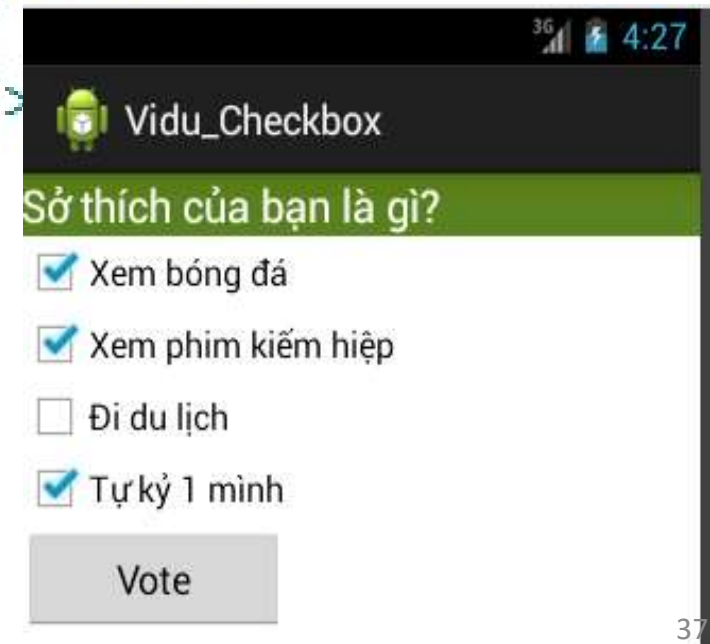 3G 4:27
Vidu_Checkbox
Sở thích của bạn là gì?
Xem bóng đá
Xem phim kiếm hiệp
Đi du lịch
Tự kỷ 1 mình
Vote
37